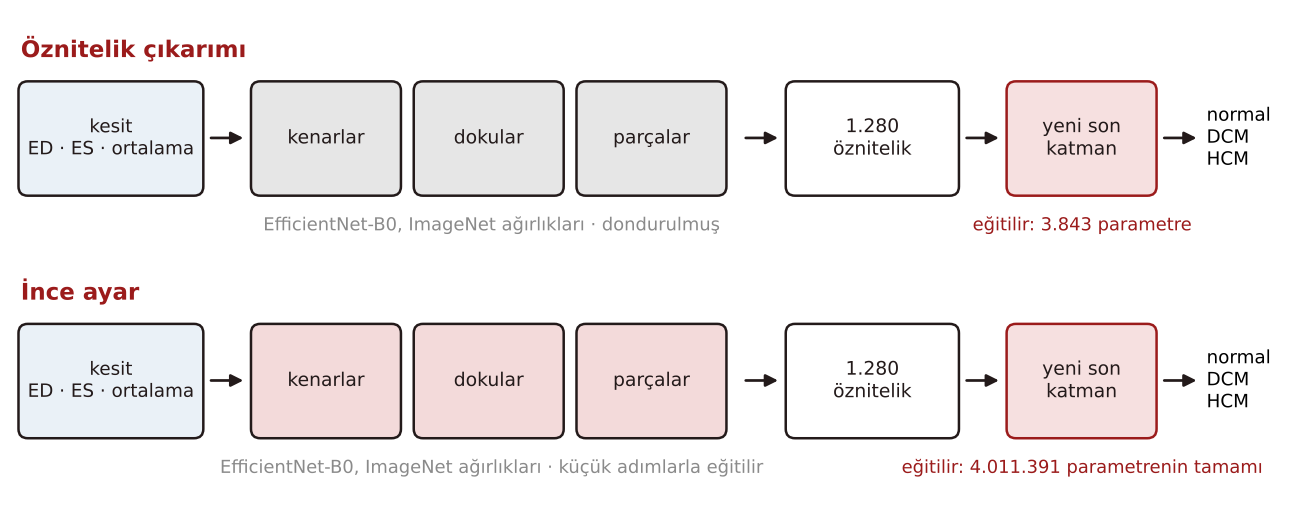 Öznitelik çıkarımı
kesit
ED · ES · ortalama
kenarlar
dokular
parçalar
1.280
öznitelik
yeni son
katman
normal
DCM
HCM
EfficientNet-B0, ImageNet ağırlıkları · dondurulmuş
eğitilir: 3.843 parametre
İnce ayar
kesit
ED · ES · ortalama
kenarlar
dokular
parçalar
1.280
öznitelik
yeni son
katman
normal
DCM
HCM
EfficientNet-B0, ImageNet ağırlıkları · küçük adımlarla eğitilir
eğitilir: 4.011.391 parametrenin tamamı